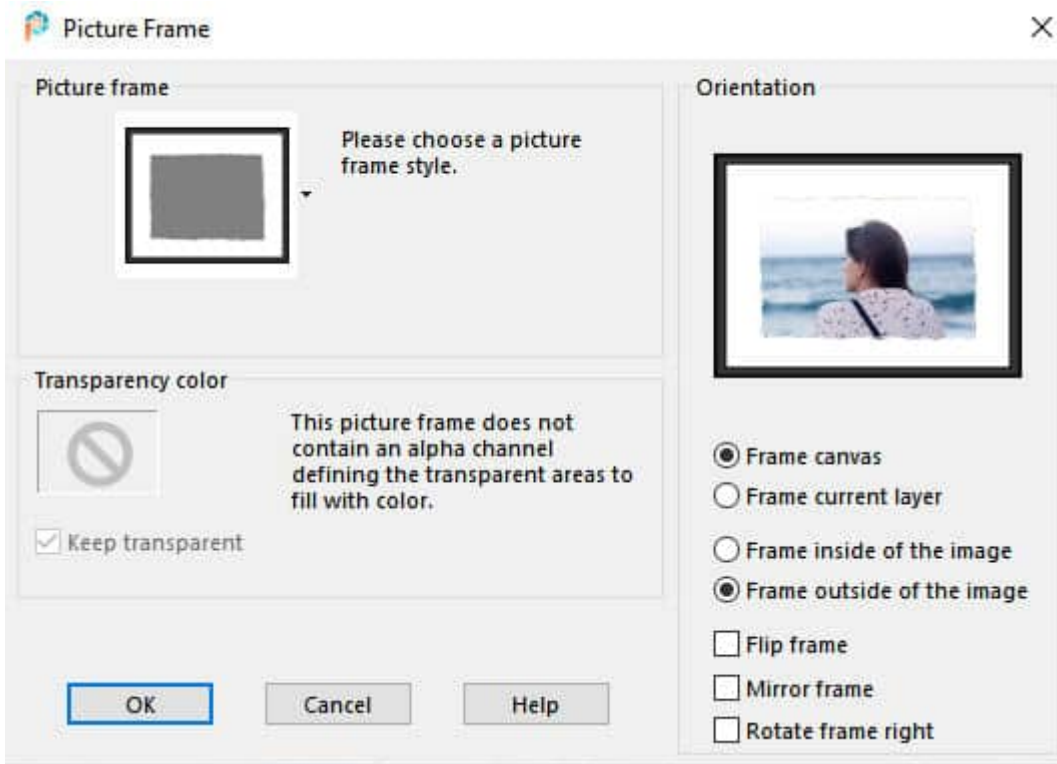 Picture Frame
Picture frame
Please choose a picture
frame style.
Transparency color
This picture frame does not
contain an alpha channel
defining the transparent areas to
fill with color.
Keep transparent
OK
Cancel
Help
Orientation
Frame canvas
Frame current layer
Frame inside of the image
Frame outside of the image
Flip frame
Mirror frame
Rotate frame right